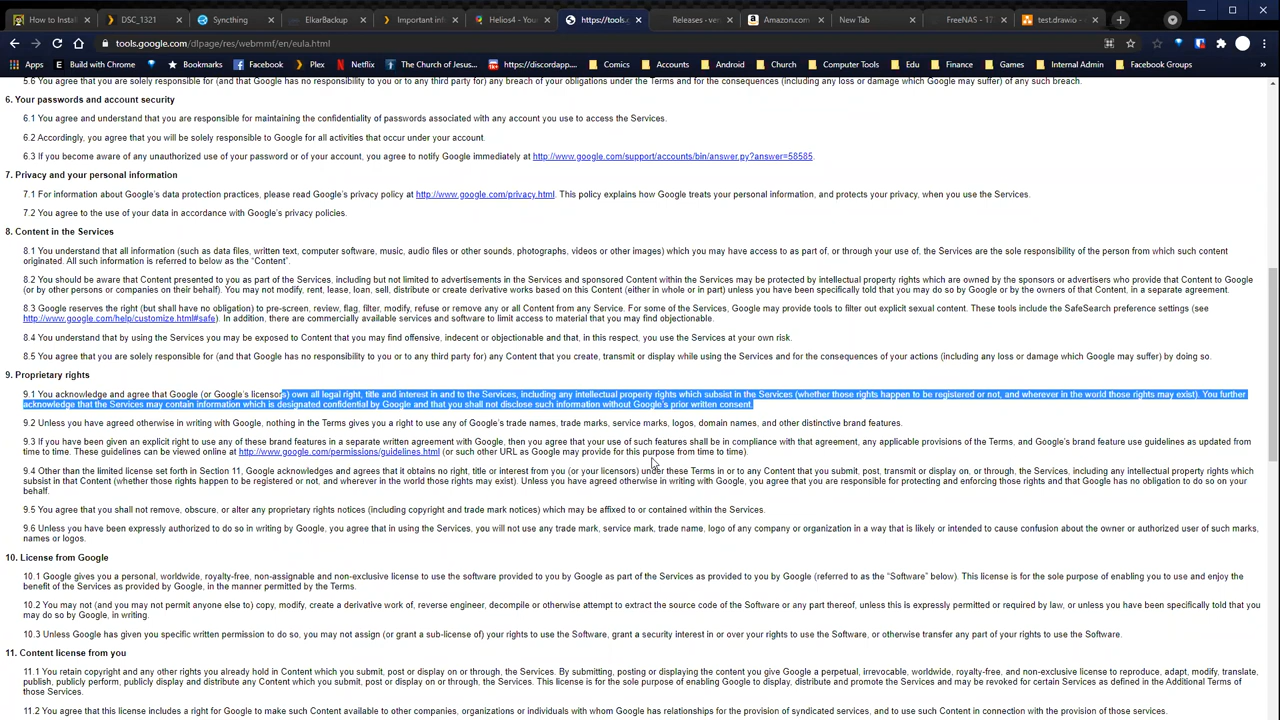 How to Install
DSC_1321
Syncthing
ElkarBackup
Important info
Helios4 - Your
https://tools.g
Releases - ver
Amazon.com
New Tab
FreeNAS - 17
test.drawio -
tools.google.com/dlpage/res/webmmf/en/eula.html
Apps
Build with Chrome
Plex
Netflix
Bookmarks
Facebook
The Church of Jesus...
https://discordapp...
Comics
Accounts
Android
Church
Computer Tools
Edu
Finance
Games
Internal Admin
Facebook Groups
5.6 You agree that you are solely responsible for (and that Google has no responsibility to you or to any third party for) any breach of your obligations under the Terms and for the consequences (including any loss or damage which Google may suffer) of any such breach.
6. Your passwords and account security
6.1 You agree and understand that you are responsible for maintaining the confidentiality of passwords associated with any account you use to access the Services.
6.2 Accordingly, you agree that you will be solely responsible to Google for all activities that occur under your account.
6.3 If you become aware of any unauthorized use of your password or of your account, you agree to notify Google immediately at http://www.google.com/support/accounts/bin/answer.py?answer=58585.
7. Privacy and your personal information
7.1 For information about Google's data protection practices, please read Google's privacy policy at http://www.google.com/privacy.html. This policy explains how Google treats your personal information, and protects your privacy, when you use the Services.
7.2 You agree to the use of your data in accordance with Google's privacy policies.
8. Content in the Services
8.1 You understand that all information (such as data files, written text, computer software, music, audio files or other sounds, photographs, videos or other images) which you may have access to as part of, or through your use of, the Services are the sole responsibility of the person from which such content
originated. All such information is referred to below as the "Content".
8.2 You should be aware that Content presented to you as part of the Services, including but not limited to advertisements in the Services and sponsored Content within the Services may be protected by intellectual property rights which are owned by the sponsors or advertisers who provide that Content to Google
(or by other persons or companies on their behalf). You may not modify, rent, lease, loan, sell, distribute or create derivative works based on this Content (either in whole or in part) unless you have been specifically told that you may do so by Google or by the owners of that Content, in a separate agreement.
8.3 Google reserves the right (but shall have no obligation) to pre-screen, review, flag, filter, modify, refuse or remove any or all Content from any Service. For some of the Services, Google may provide tools to filter out explicit sexual content. These tools include the SafeSearch preference settings (see
http://www.google.com/help/customize.html#safe). In addition, there are commercially available services and software to limit access to material that you may find objectionable.
8.4 You understand that by using the Services you may be exposed to Content that you may find offensive, indecent or objectionable and that, in this respect, you use the Services at your own risk.
8.5 You agree that you are solely responsible for (and that Google has no responsibility to you or to any third party for) any Content that you create, transmit or display while using the Services and for the consequences of your actions (including any loss or damage which Google may suffer) by doing so.
9. Proprietary rights
9.1 You acknowledge and agree that Google (or Google's licensors) own all legal right, title and interest in and to the Services, including any intellectual property rights which subsist in the Services (whether those rights happen to be registered or not, and wherever in the world those rights may exist). You further
acknowledge that the Services may contain information which is designated confidential by Google and that you shall not disclose such information without Google's prior written consent.
9.2 Unless you have agreed otherwise in writing with Google, nothing in the Terms gives you a right to use any of Google's trade names, trade marks, service marks, logos, domain names, and other distinctive brand features.
9.3 If you have been given an explicit right to use any of these brand features in a separate written agreement with Google, then you agree that your use of such features shall be in compliance with that agreement, any applicable provisions of the Terms, and Google's brand feature use guidelines as updated from
time to time. These guidelines can be viewed online at http://www.google.com/permissions/guidelines.html (or such other URL as Google may provide for this purpose from time to time).
9.4 Other than the limited license set forth in Section 11, Google acknowledges and agrees that it obtains no right, title or interest from you (or your licensors) under these Terms in or to any Content that you submit, post, transmit or display on, or through, the Services, including any intellectual property rights which
subsist in that Content (whether those rights happen to be registered or not, and wherever in the world those rights may exist). Unless you have agreed otherwise in writing with Google, you agree that you are responsible for protecting and enforcing those rights and that Google has no obligation to do so on your
behalf.
9.5 You agree that you shall not remove, obscure, or alter any proprietary rights notices (including copyright and trade mark notices) which may be affixed to or contained within the Services.
9.6 Unless you have been expressly authorized to do so in writing by Google, you agree that in using the Services, you will not use any trade mark, service mark, trade name, logo of any company or organization in a way that is likely or intended to cause confusion about the owner or authorized user of such marks,
names or logos.
10. License from Google
10.1 Google gives you a personal, worldwide, royalty-free, non-assignable and non-exclusive license to use the software provided to you by Google as part of the Services as provided to you by Google (referred to as the "Software" below). This license is for the sole purpose of enabling you to use and enjoy the
benefit of the Services as provided by Google, in the manner permitted by the Terms.
10.2 You may not (and you may not permit anyone else to) copy, modify, create a derivative work of, reverse engineer, decompile or otherwise attempt to extract the source code of the Software or any part thereof, unless this is expressly permitted or required by law, or unless you have been specifically told that you
may do so by Google, in writing.
10.3 Unless Google has given you specific written permission to do so, you may not assign (or grant a sub-license of) your rights to use the Software, grant a security interest in or over your rights to use the Software, or otherwise transfer any part of your rights to use the Software.
11. Content license from you
11.1 You retain copyright and any other rights you already hold in Content which you submit, post or display on or through, the Services. By submitting, posting or displaying the content you give Google a perpetual, irrevocable, worldwide, royalty-free, and non-exclusive license to reproduce, adapt, modify, translate,
publish, publicly perform, publicly display and distribute any Content which you submit, post or display on or through, the Services. This license is for the sole purpose of enabling Google to display, distribute and promote the Services and may be revoked for certain Services as defined in the Additional Terms of
those Services.
11.2 You agree that this license includes a right for Google to make such Content available to other companies, organizations or individuals with whom Google has relationships for the provision of syndicated services, and to use such Content in connection with the provision of those services.